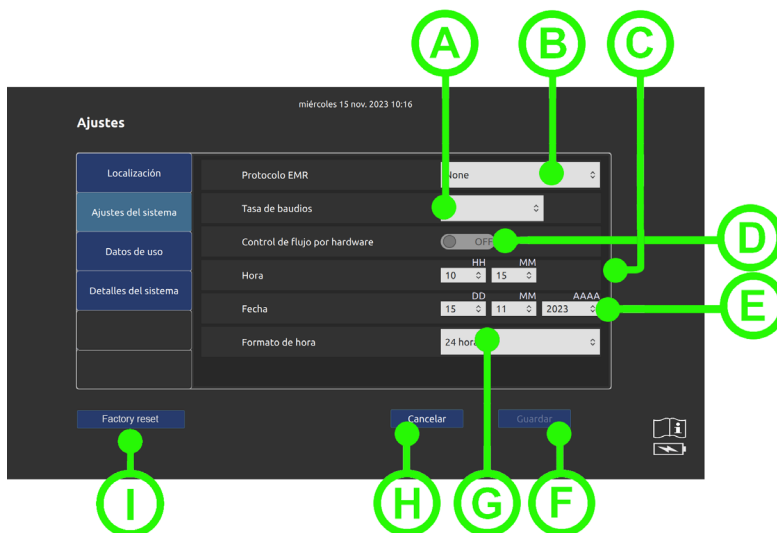 A B C
miércoles 15 nov. 2023 10:16
Ajustes
Localización
Protocolo EMR None
Ajustes del sistema Tasa de baudios
Control de flujo por hardware OFF D
Datos de uso
HH MM
Hora 10 15
Detalles del sistema
DD MM AAAA E
Fecha 15 11 2023
Formato de hora 24 hora
Factory reset Cancelar Guardar
i
I H G F